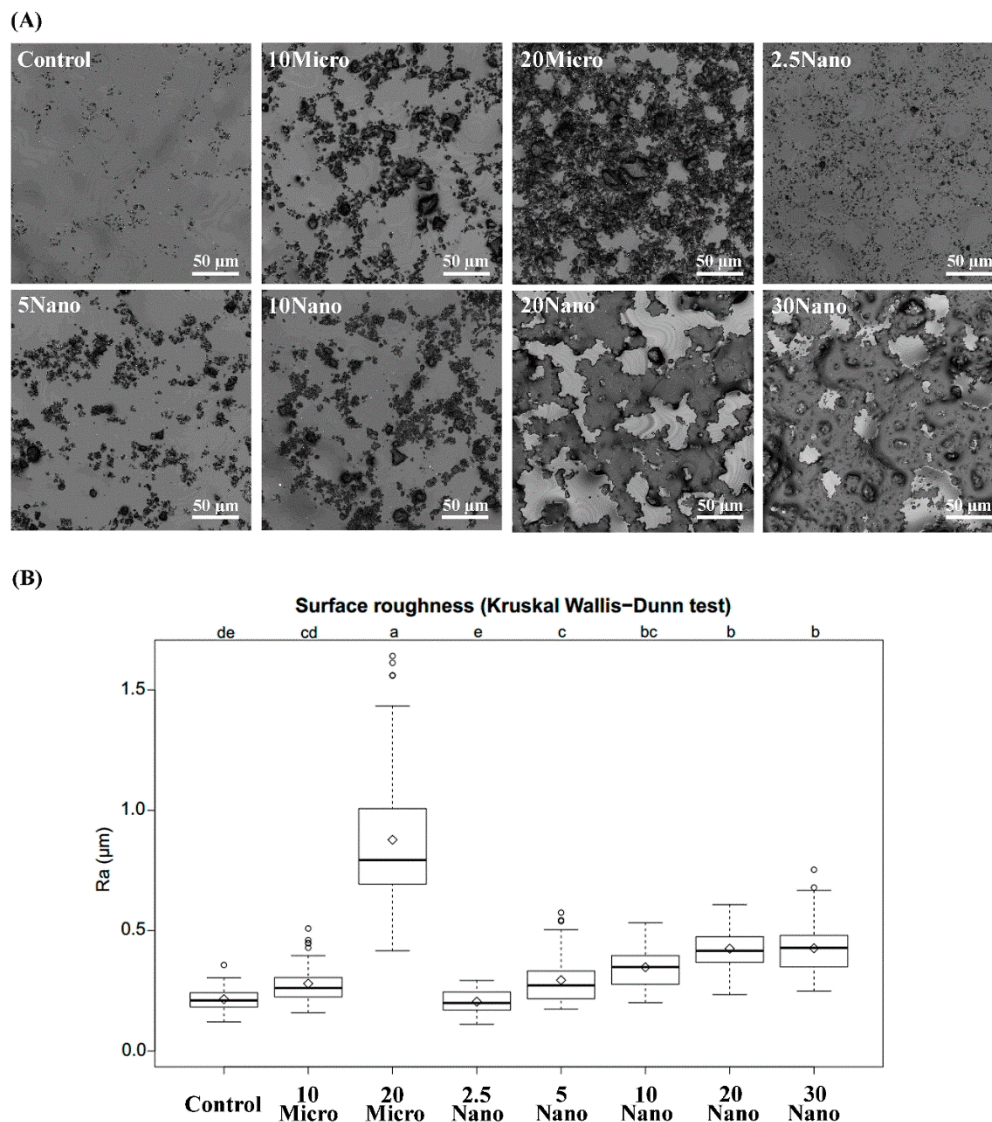 (A)
Control 10Micro 20Micro 2.5Nano
50 µm 50 µm 50 µm 50 µm
5Nano 10Nano 20Nano 30Nano
50 µm 50 µm 50 µm 50 µm
(B)
Surface roughness (Kruskal Wallis−Dunn test)
de cd a e c bc b b
1.5
1.0
0.5
0.0
Ra (µm)
Control 10 20 2.5 5 10 20 30
Micro Micro Nano Nano Nano Nano Nano